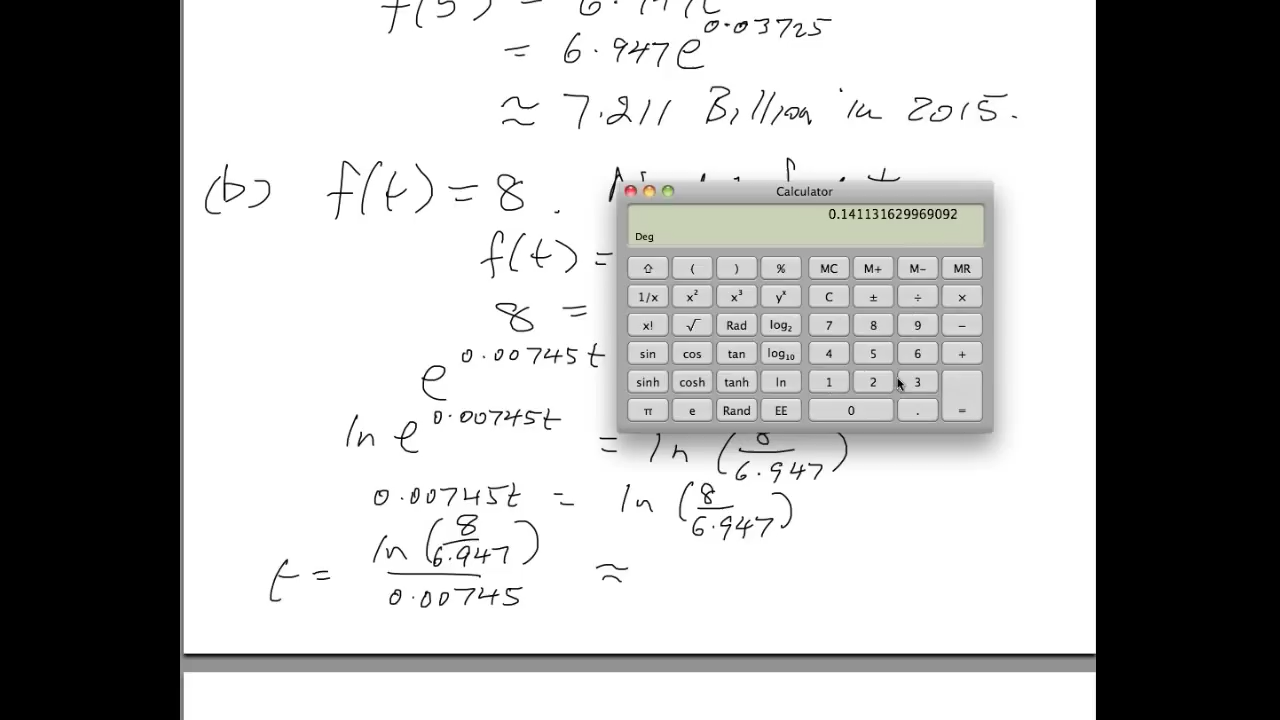 = 6.947e^0.03725
≈ 7.211 Billion in 2015.
(b) f(t) = 8.
Calculator
0.141131629969092
Deg
f(t) =
⇧ ( ) % MC M+ M- MR
1/x x² x³ yˣ C ± ÷ ×
8 =
x! √ Rad log₂ 7 8 9 −
sin cos tan log₁₀ 4 5 6 +
e^0.00745t
sinh cosh tanh ln 1 2 3
π e Rand EE 0 . =
ln e^0.00745t = ln (8/6.947)
0.00745t = ln (8/6.947)
t = ln (8/6.947)/0.00745 ≈